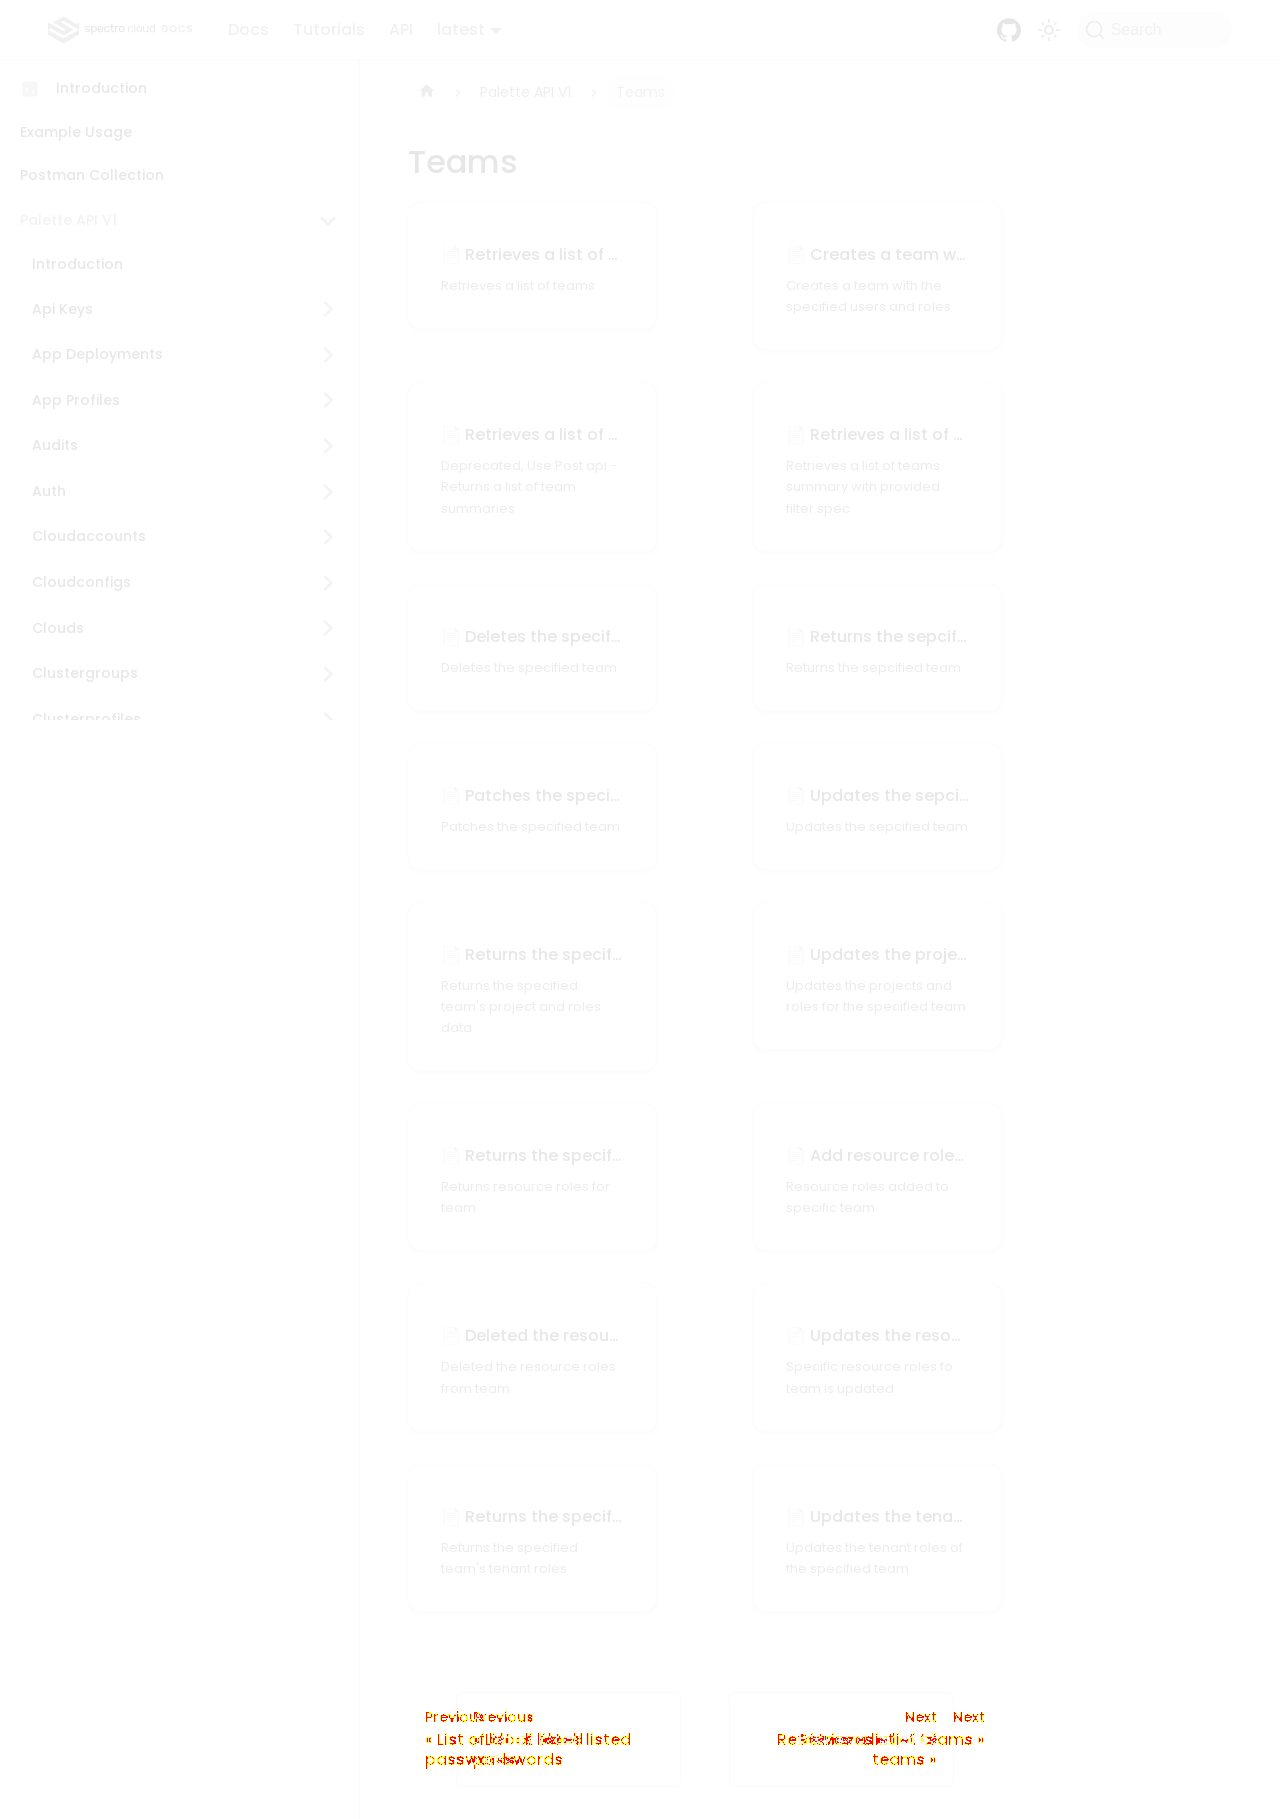 spectro cloud DOCS
Docs Tutorials API latest
Search
Introduction
Example Usage
Postman Collection
Palette API V1
Introduction
Api Keys
App Deployments
App Profiles
Audits
Auth
Cloudaccounts
Cloudconfigs
Clouds
Clustergroups
Clusterprofiles
Palette API V1 Teams
Teams
Retrieves a list of ...
Retrieves a list of teams
Creates a team w...
Creates a team with the
specified users and roles
Retrieves a list of ...
Deprecated, Use Post api -
Returns a list of team
summaries
Retrieves a list of ...
Retrieves a list of teams
summary with provided
filter spec
Deletes the specif...
Deletes the specified team
Returns the sepcif...
Returns the sepcified team
Patches the speci...
Patches the specified team
Updates the sepci...
Updates the sepcified team
Returns the specif...
Returns the specified
team's project and roles
data
Updates the proje...
Updates the projects and
roles for the specified team
Returns the specif...
Returns resource roles for
team
Add resource role...
Resource roles added to
specific team
Deleted the resou...
Deleted the resource roles
from team
Updates the reso...
Specific resource roles fo
team is updated
Returns the specif...
Returns the specified
team's tenant roles
Updates the tena...
Updates the tenant roles of
the specified team
Previous Previous
« List of listed
Next Next
teams »
teams »